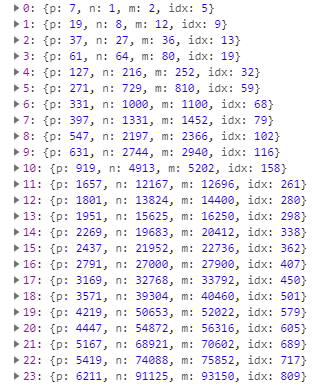 0: {p: 7, n: 1, m: 2, idx: 5}
1: {p: 19, n: 8, m: 12, idx: 9}
2: {p: 37, n: 27, m: 36, idx: 13}
3: {p: 61, n: 64, m: 80, idx: 19}
4: {p: 127, n: 216, m: 252, idx: 32}
5: {p: 271, n: 729, m: 810, idx: 59}
6: {p: 331, n: 1000, m: 1100, idx: 68}
7: {p: 397, n: 1331, m: 1452, idx: 79}
8: {p: 547, n: 2197, m: 2366, idx: 102}
9: {p: 631, n: 2744, m: 2940, idx: 116}
10: {p: 919, n: 4913, m: 5202, idx: 158}
11: {p: 1657, n: 12167, m: 12696, idx: 261}
12: {p: 1801, n: 13824, m: 14400, idx: 280}
13: {p: 1951, n: 15625, m: 16250, idx: 298}
14: {p: 2269, n: 19683, m: 20412, idx: 338}
15: {p: 2437, n: 21952, m: 22736, idx: 362}
16: {p: 2791, n: 27000, m: 27900, idx: 407}
17: {p: 3169, n: 32768, m: 33792, idx: 450}
18: {p: 3571, n: 39304, m: 40460, idx: 501}
19: {p: 4219, n: 50653, m: 52022, idx: 579}
20: {p: 4447, n: 54872, m: 56316, idx: 605}
21: {p: 5167, n: 68921, m: 70602, idx: 689}
22: {p: 5419, n: 74088, m: 75852, idx: 717}
23: {p: 6211, n: 91125, m: 93150, idx: 809}